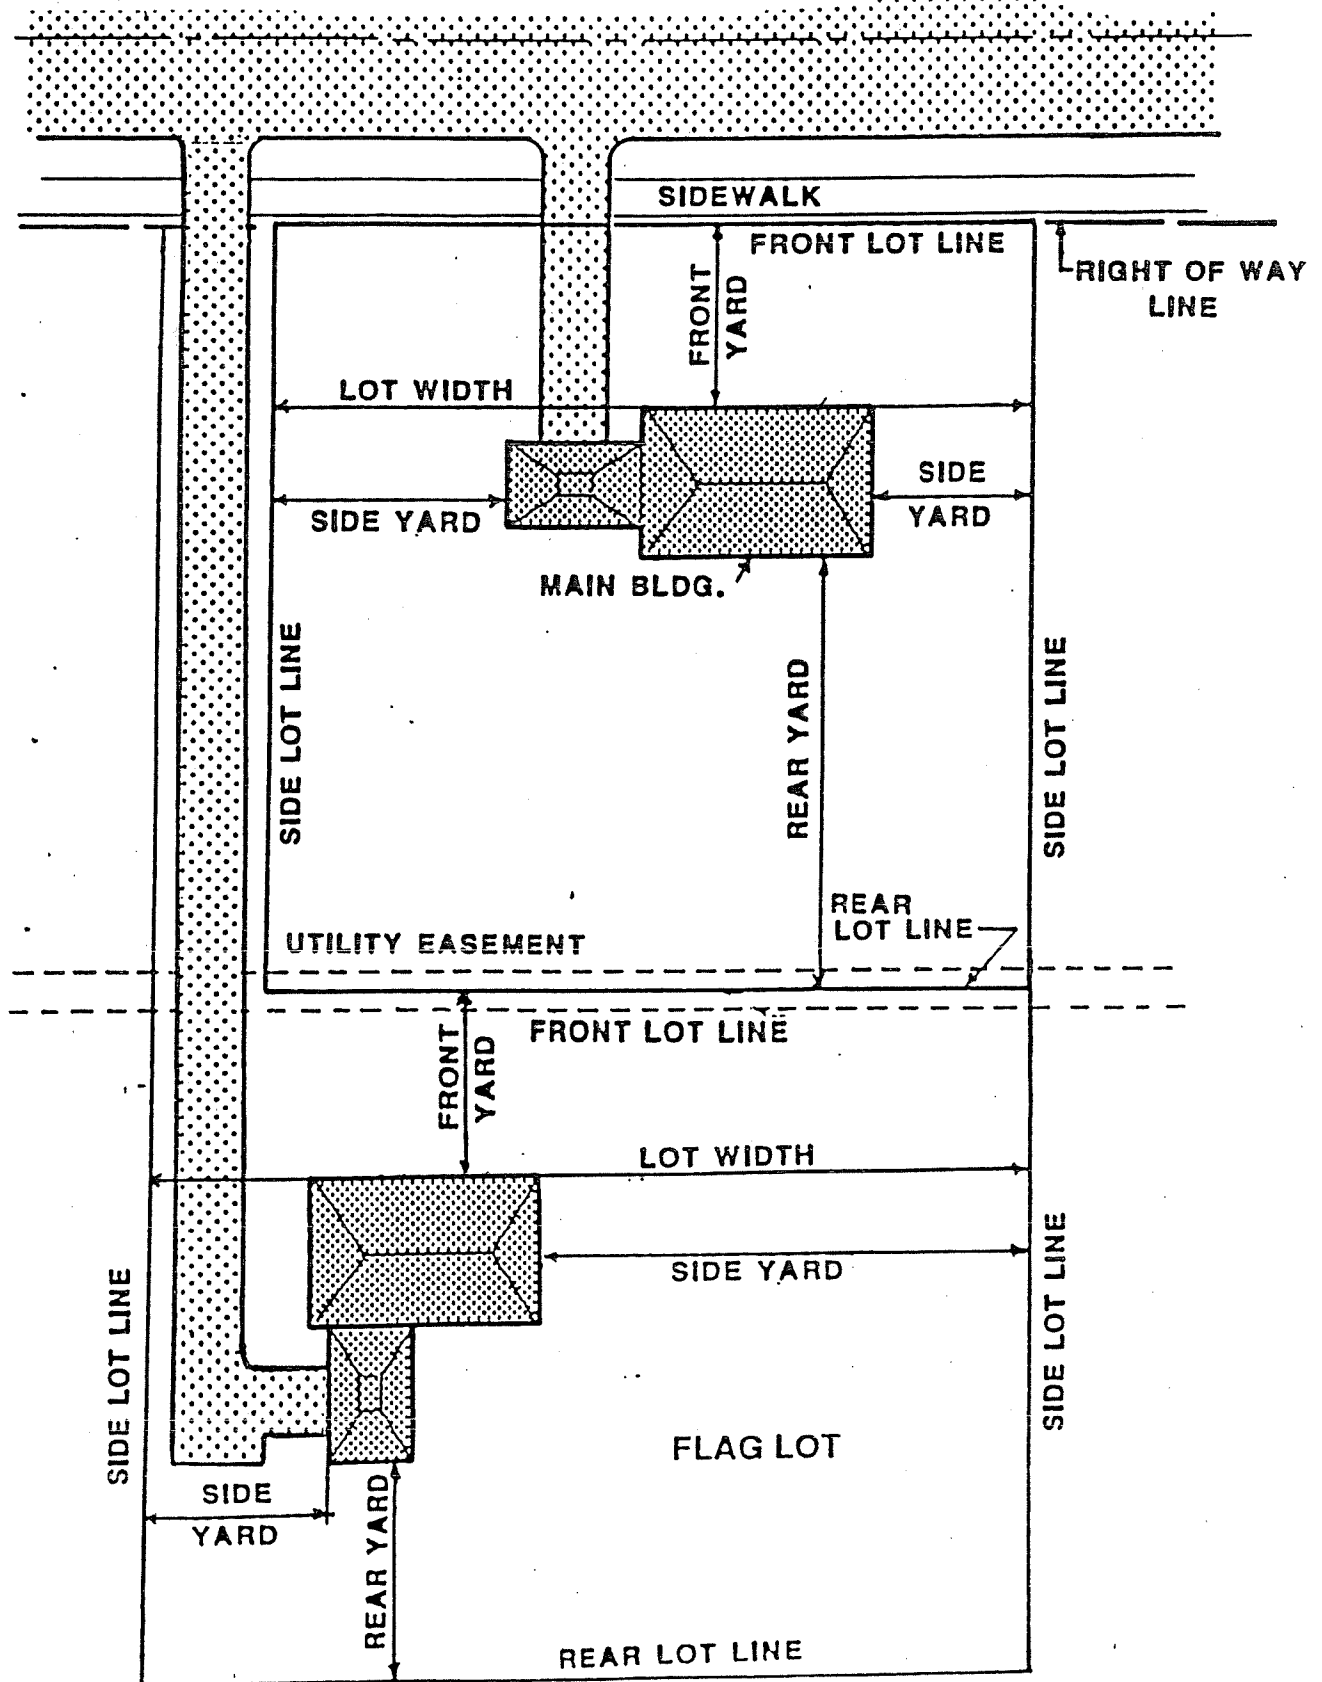 SIDEWALK
FRONT LOT LINE
RIGHT OF WAY
LINE
FRONT
YARD
LOT WIDTH
SIDE
YARD
SIDE YARD
MAIN BLDG.
SIDE LOT LINE
REAR YARD
SIDE LOT LINE
REAR
LOT LINE
UTILITY EASEMENT
FRONT LOT LINE
FRONT
YARD
LOT WIDTH
SIDE YARD
SIDE LOT LINE
SIDE LOT LINE
FLAG LOT
SIDE
YARD
REAR YARD
REAR LOT LINE